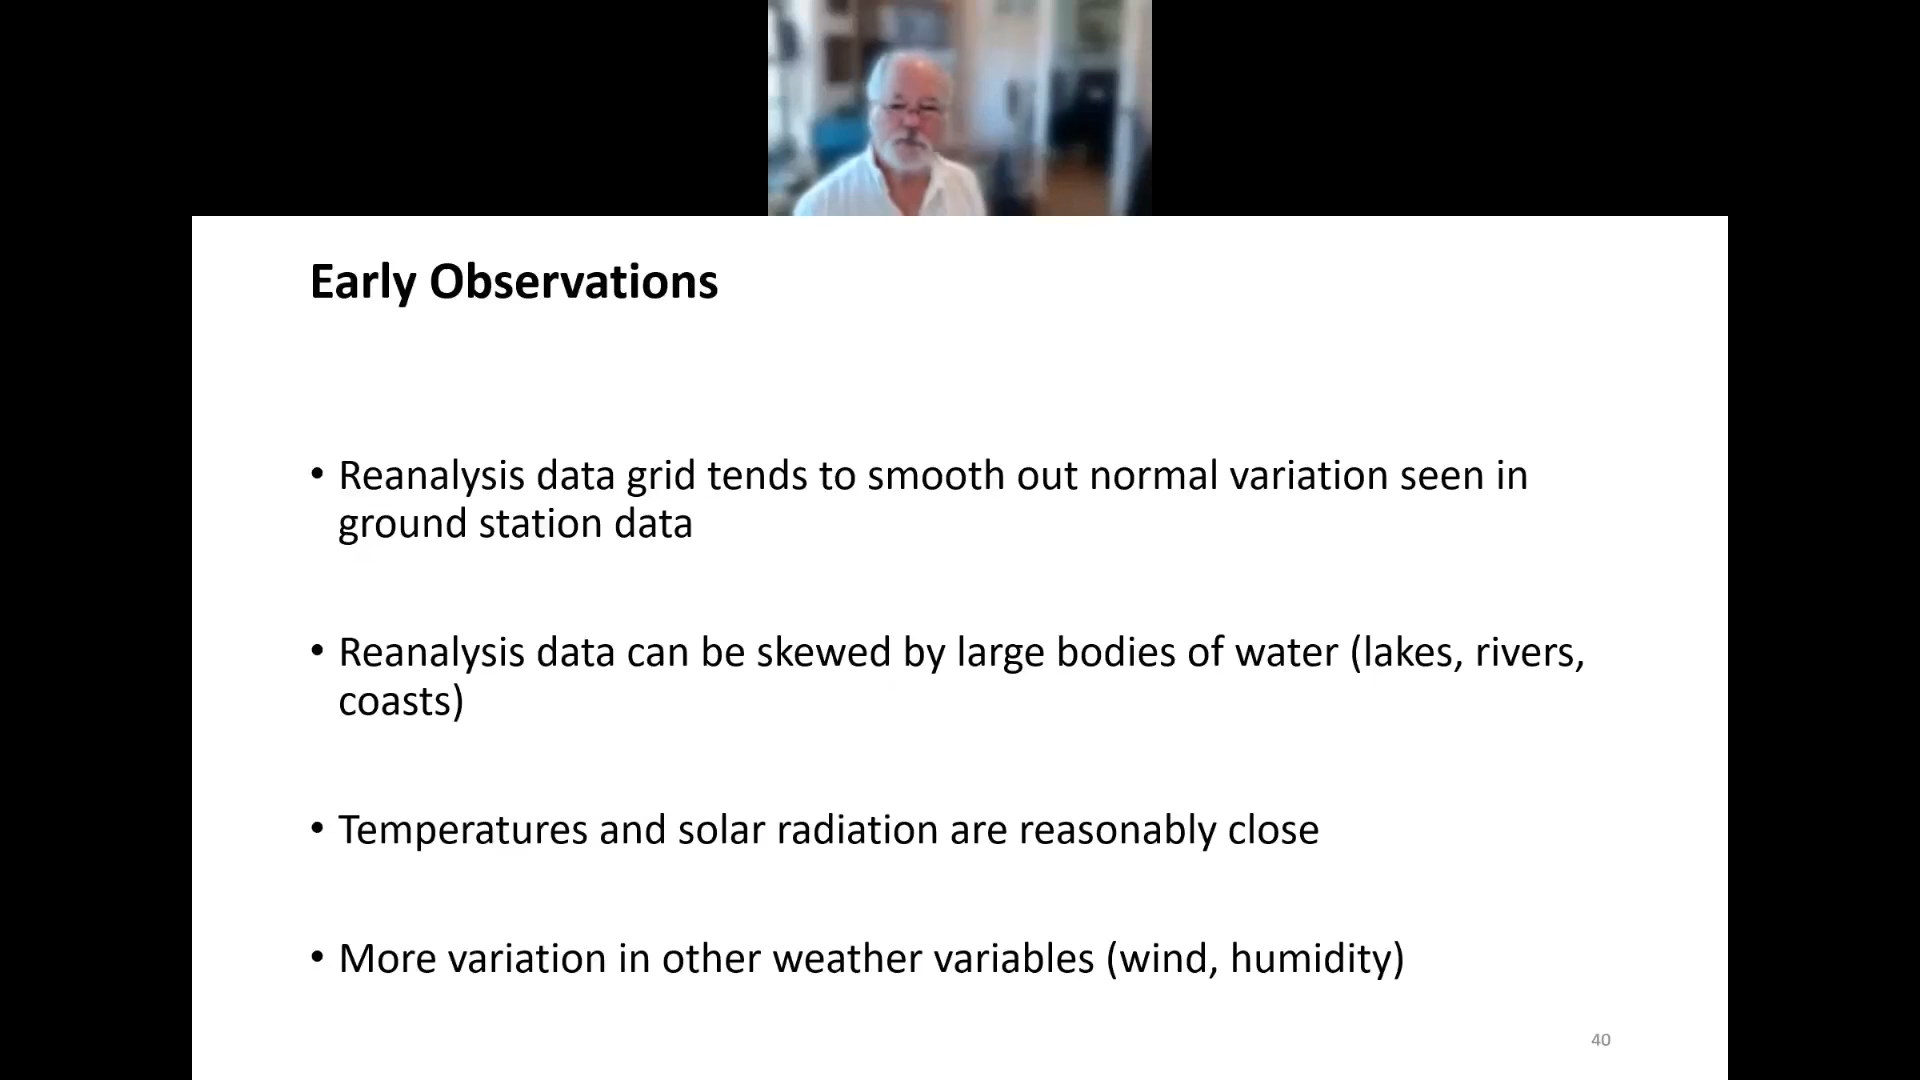 Early Observations
• Reanalysis data grid tends to smooth out normal variation seen in
ground station data
• Reanalysis data can be skewed by large bodies of water (lakes, rivers,
coasts)
• Temperatures and solar radiation are reasonably close
• More variation in other weather variables (wind, humidity)
40